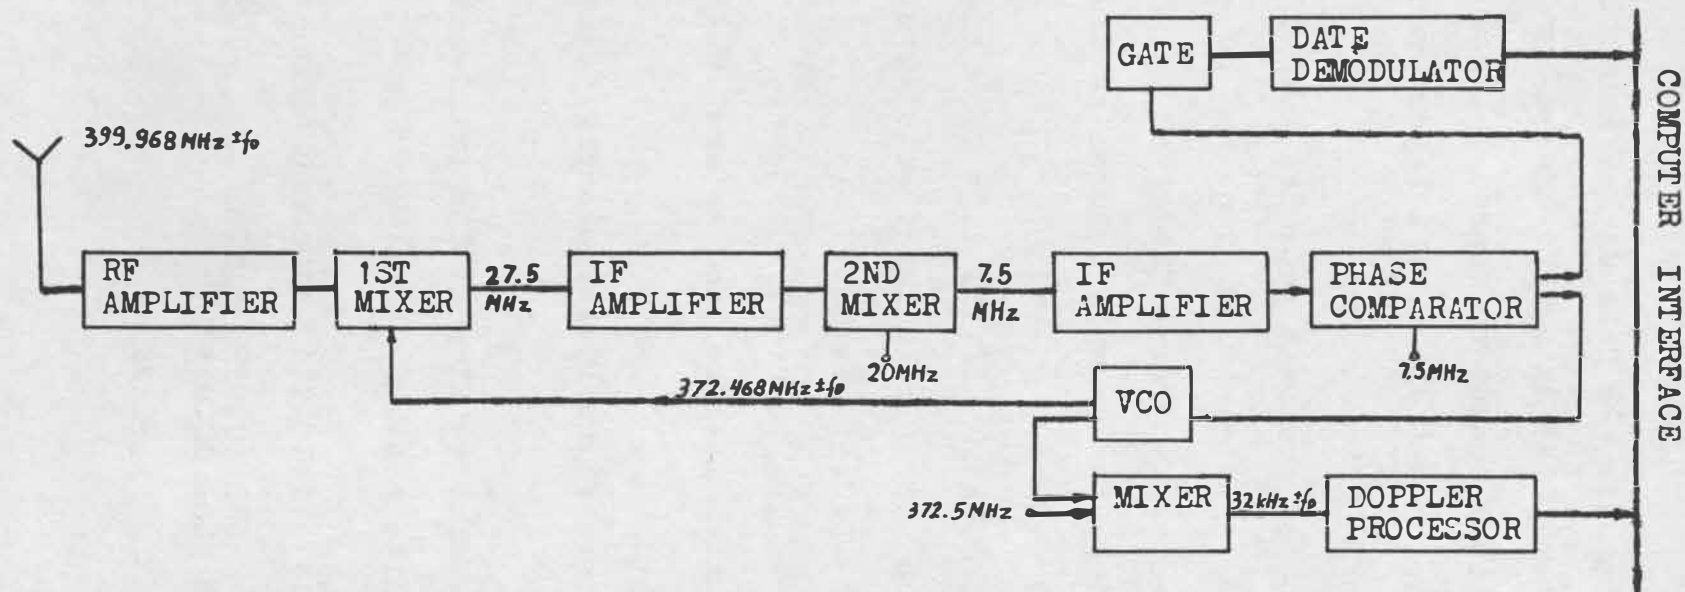 GATE
DATE
DEMODULATOR
COMPUTER INTERFACE
399.968 MHz ±fo
RF
AMPLIFIER
1ST
MIXER
27.5
MHz
IF
AMPLIFIER
2ND
MIXER
7.5
MHz
IF
AMPLIFIER
PHASE
COMPARATOR
20MHz
7.5MHz
372.468MHz ±fo
VCO
372.5MHz
MIXER
32kHz ±fo
DOPPLER
PROCESSOR